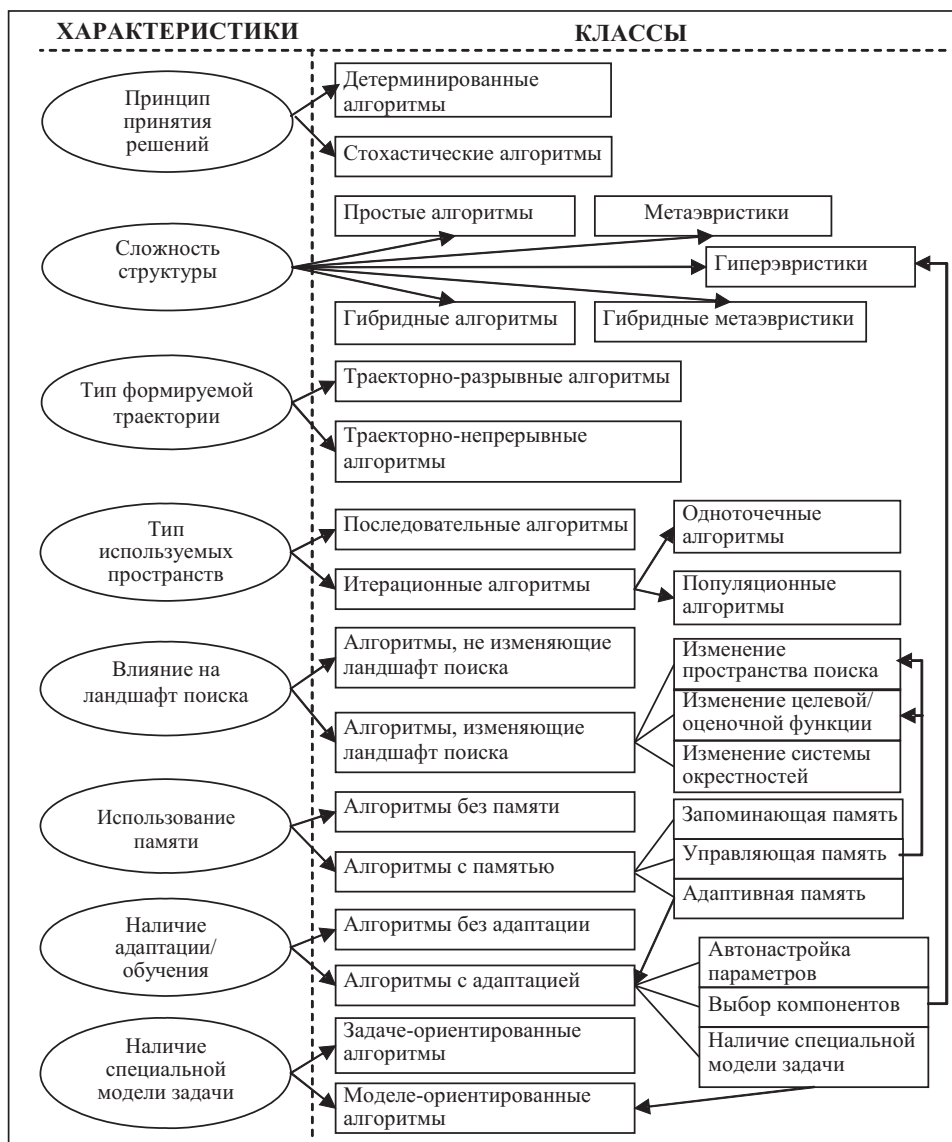 ХАРАКТЕРИСТИКИ
КЛАССЫ
Принцип
принятия
решений
Детерминированные
алгоритмы
Стохастические алгоритмы
Сложность
структуры
Простые алгоритмы
Метаэвристики
Гиперэвристики
Гибридные алгоритмы
Гибридные метаэвристики
Тип формируемой
траектории
Траекторно-разрывные алгоритмы
Траекторно-непрерывные
алгоритмы
Тип
используемых
пространств
Последовательные алгоритмы
Итерационные алгоритмы
Одноточечные
алгоритмы
Популяционные
алгоритмы
Влияние на
ландшафт поиска
Алгоритмы, не изменяющие
ландшафт поиска
Алгоритмы, изменяющие
ландшафт поиска
Изменение
пространства поиска
Изменение целевой/
оценочной функции
Изменение системы
окрестностей
Использование
памяти
Алгоритмы без памяти
Алгоритмы с памятью
Запоминающая память
Управляющая память
Адаптивная память
Наличие
адаптации/
обучения
Алгоритмы без адаптации
Алгоритмы с адаптацией
Автонастройка
параметров
Выбор компонентов
Наличие специальной
модели задачи
Наличие
специальной
модели задачи
Задаче-ориентированные
алгоритмы
Моделе-ориентированные
алгоритмы